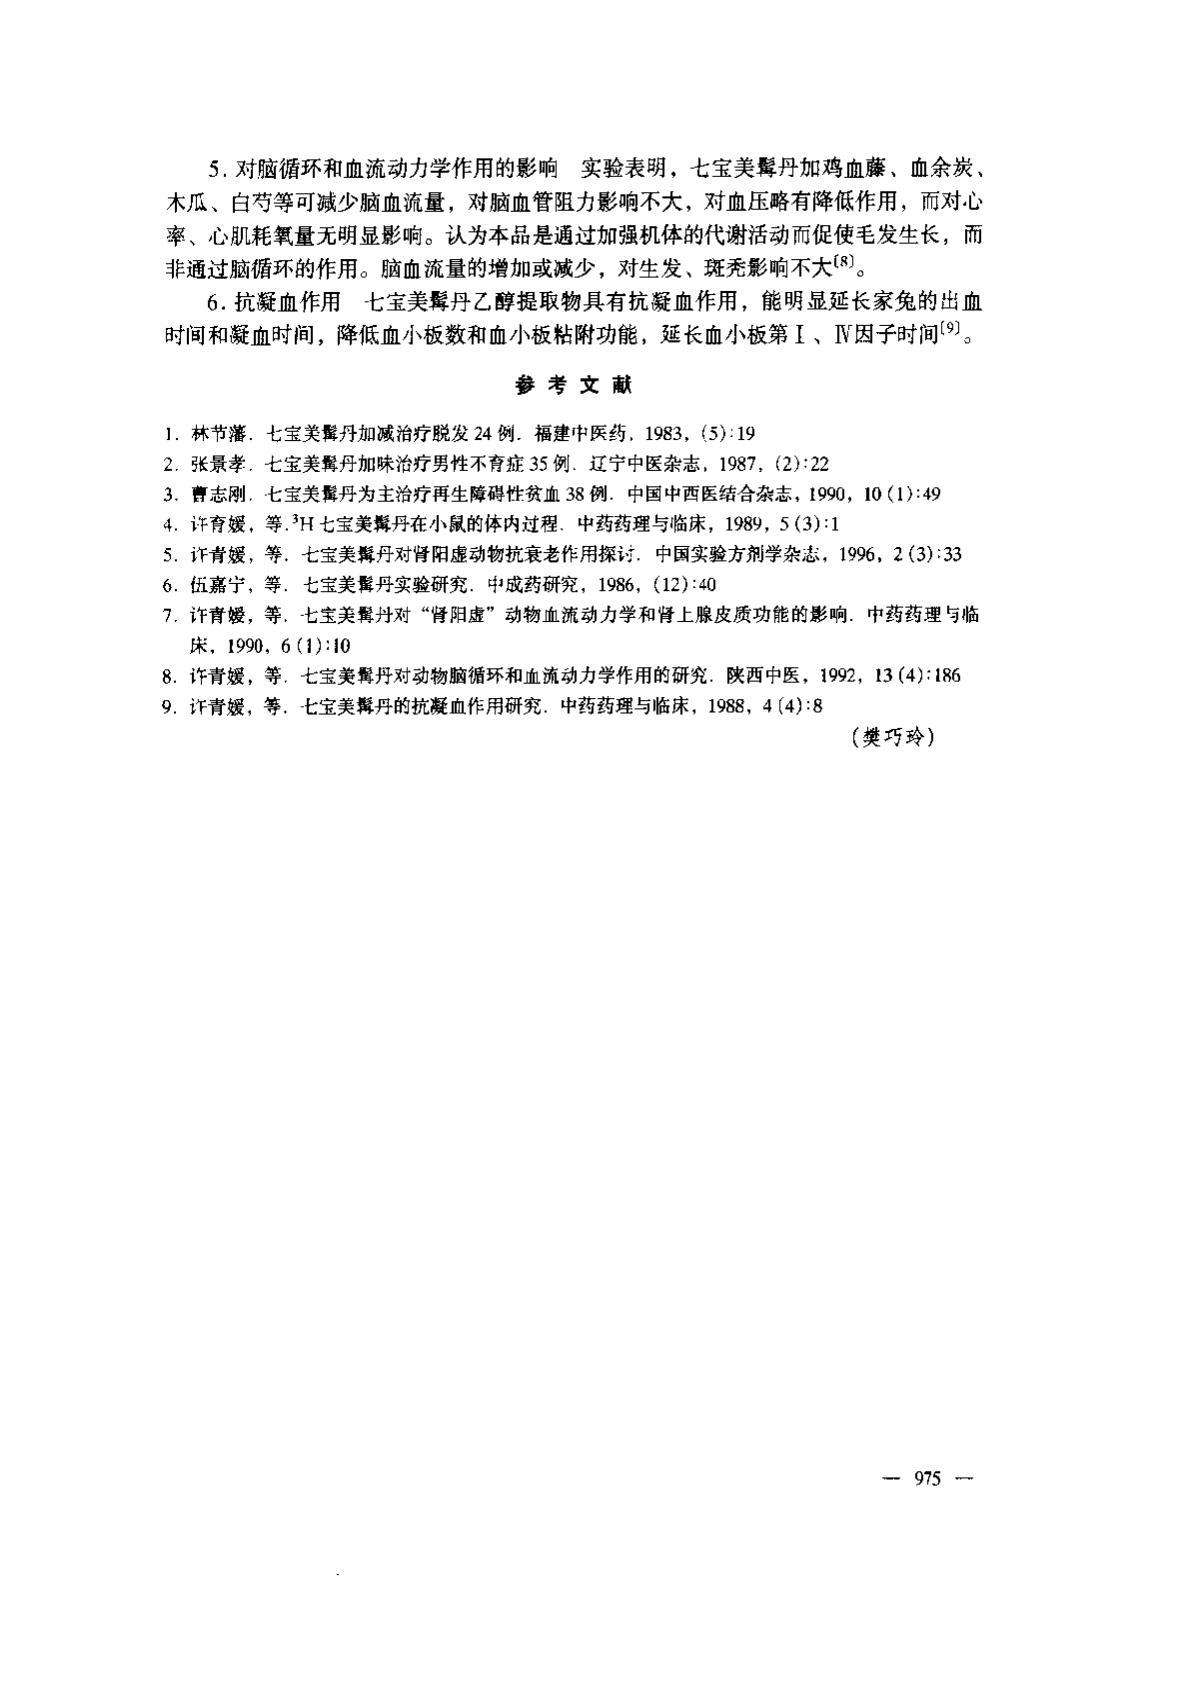 5. 对脑循环和血流动力学作用的影响　实验表明，七宝美髯丹加鸡血藤、血余炭、
木瓜、白芍等可减少脑血流量，对脑血管阻力影响不大，对血压略有降低作用，而对心
率、心肌耗氧量无明显影响。认为本品是通过加强机体的代谢活动而促使毛发生长，而
非通过脑循环的作用。脑血流量的增加或减少，对生发、斑秃影响不大〔8〕。
6. 抗凝血作用　七宝美髯丹乙醇提取物具有抗凝血作用，能明显延长家兔的出血
时间和凝血时间，降低血小板数和血小板粘附功能，延长血小板第Ⅰ、Ⅳ因子时间〔9〕。
参 考 文 献
1. 林节藩. 七宝美髯丹加减治疗脱发 24 例. 福建中医药, 1983, (5):19
2. 张景孝. 七宝美髯丹加味治疗男性不育症 35 例. 辽宁中医杂志, 1987, (2):22
3. 曹志刚. 七宝美髯丹为主治疗再生障碍性贫血 38 例. 中国中西医结合杂志, 1990, 10 (1):49
4. 许育媛, 等. ³H 七宝美髯丹在小鼠的体内过程. 中药药理与临床, 1989, 5 (3):1
5. 许青媛, 等. 七宝美髯丹对肾阳虚动物抗衰老作用探讨. 中国实验方剂学杂志, 1996, 2 (3):33
6. 伍嘉宁, 等. 七宝美髯丹实验研究. 中成药研究, 1986, (12):40
7. 许青媛, 等. 七宝美髯丹对“肾阳虚”动物血流动力学和肾上腺皮质功能的影响. 中药药理与临
床, 1990, 6 (1):10
8. 许青媛, 等. 七宝美髯丹对动物脑循环和血流动力学作用的研究. 陕西中医, 1992, 13 (4):186
9. 许青媛, 等. 七宝美髯丹的抗凝血作用研究. 中药药理与临床, 1988, 4 (4):8
(樊巧玲)
— 975 —